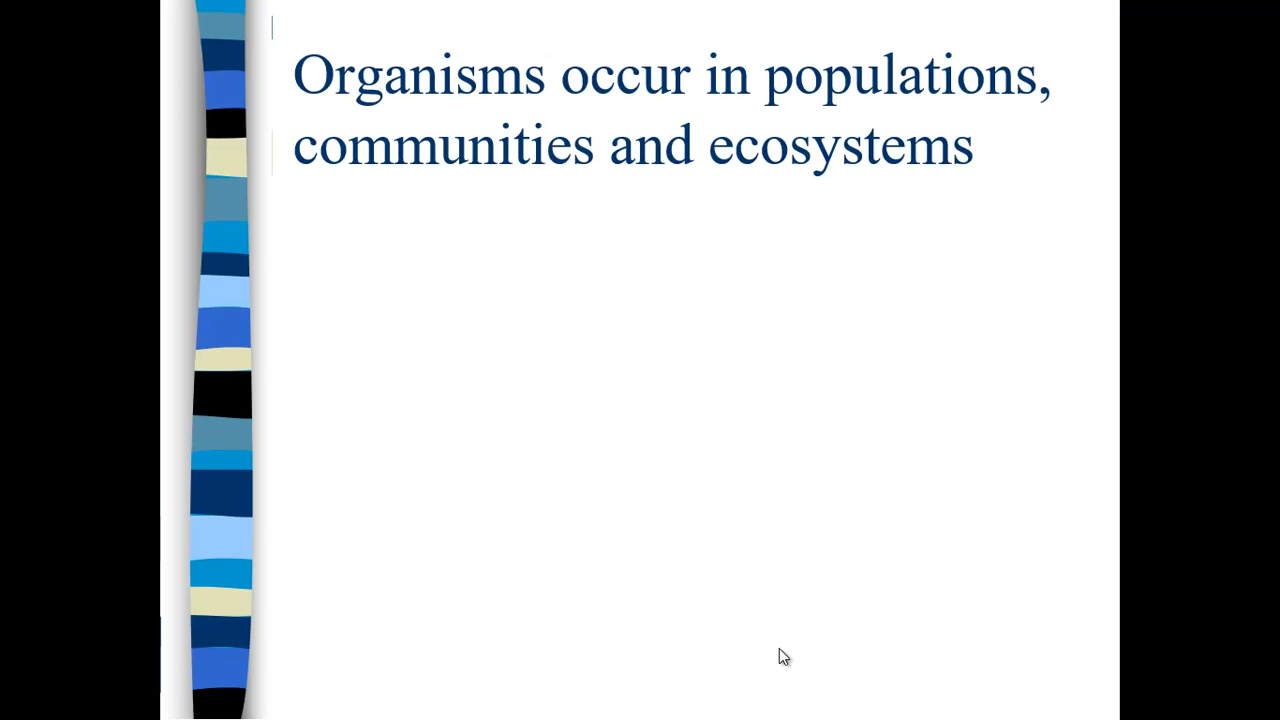 Organisms occur in populations,
communities and ecosystems